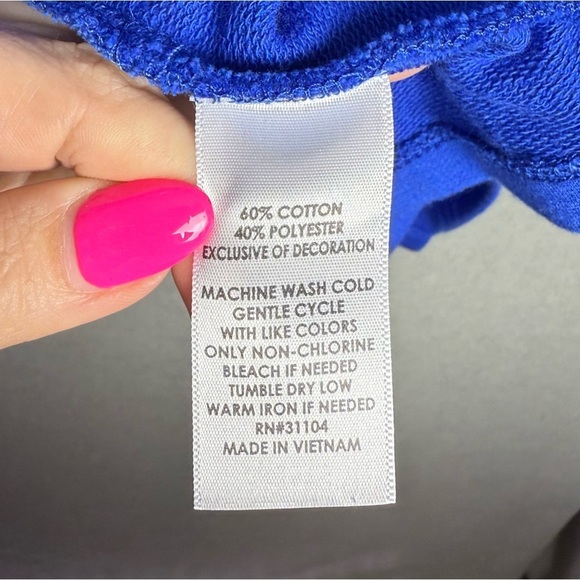 60% COTTON
40% POLYESTER
EXCLUSIVE OF DECORATION
MACHINE WASH COLD
GENTLE CYCLE
WITH LIKE COLORS
ONLY NON-CHLORINE
BLEACH IF NEEDED
TUMBLE DRY LOW
WARM IRON IF NEEDED
RN#31104
MADE IN VIETNAM